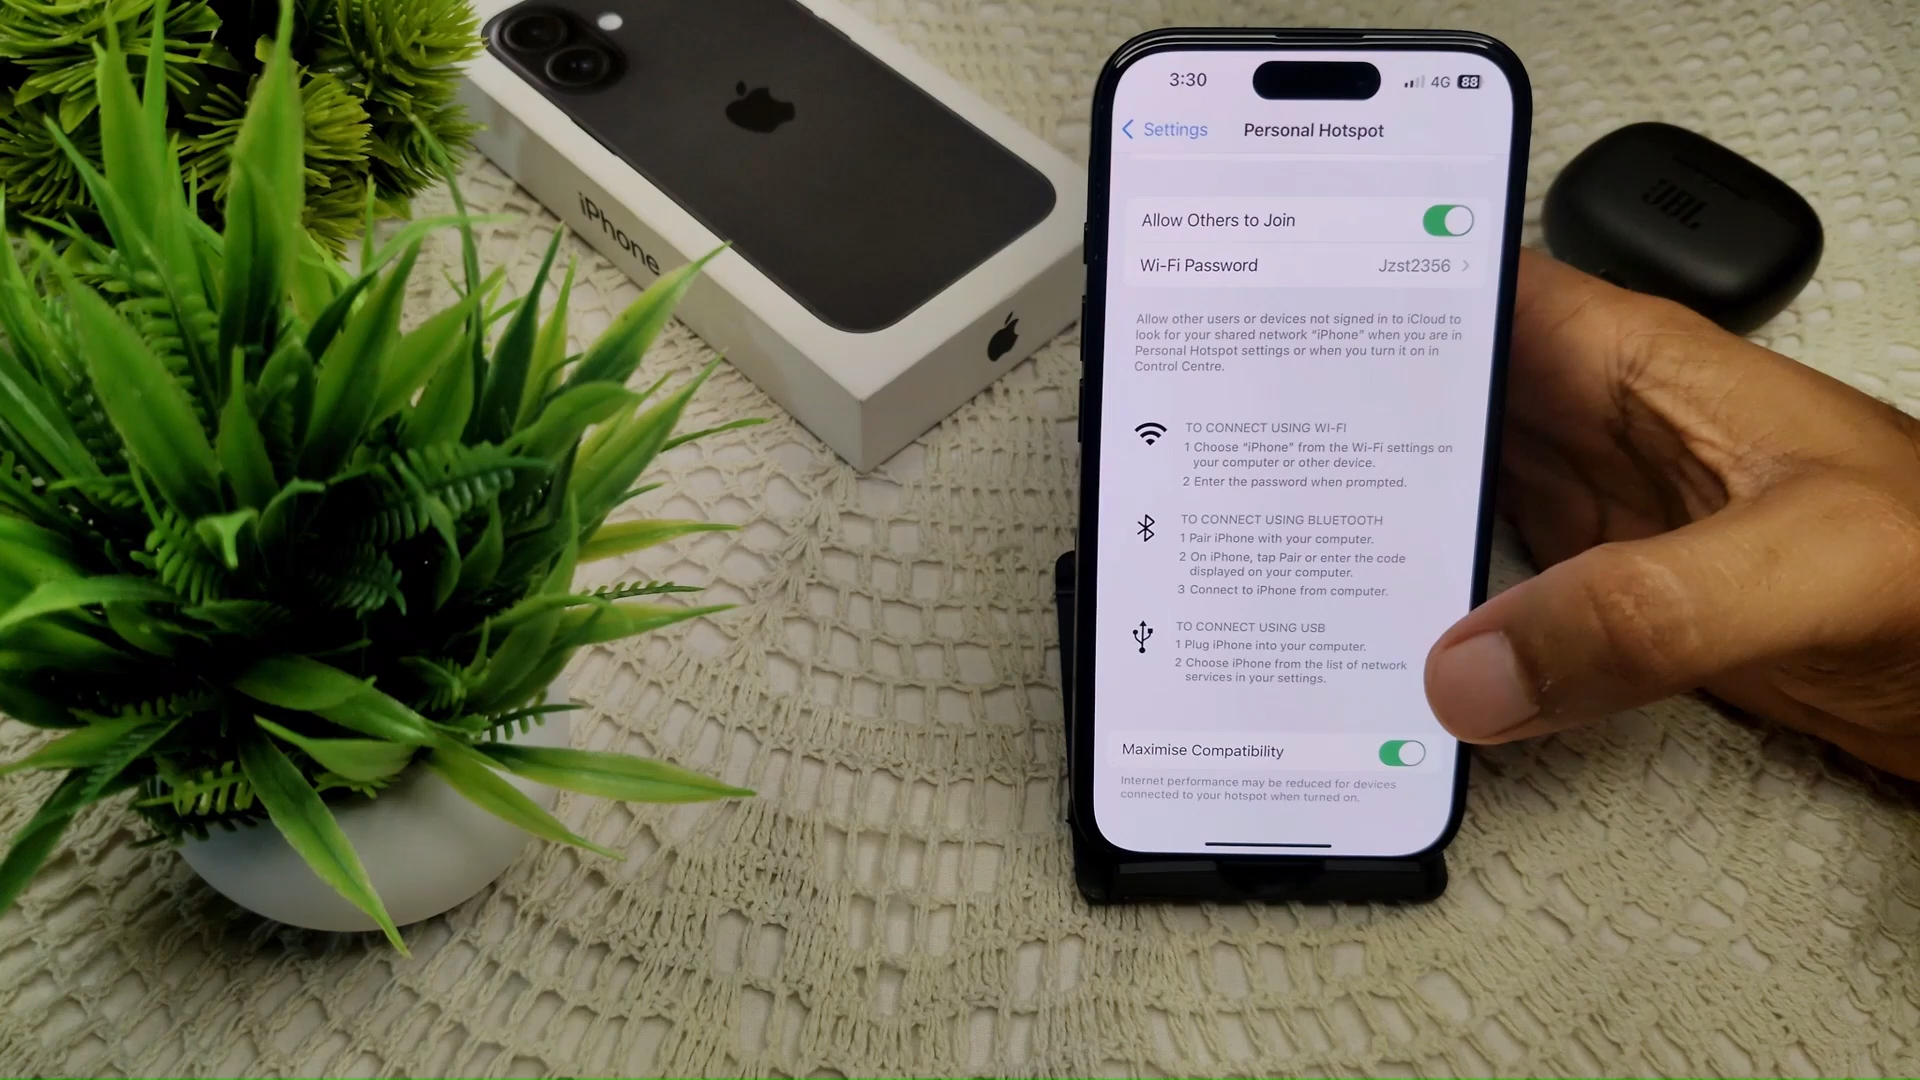 iPhone
3:30
4G 88
Settings
Personal Hotspot
Allow Others to Join
Wi-Fi Password Jzst2356
Allow other users or devices not signed in to iCloud to
look for your shared network “iPhone” when you are in
Personal Hotspot settings or when you turn it on in
Control Centre.
TO CONNECT USING WI-FI
1 Choose “iPhone” from the Wi-Fi settings on
your computer or other device.
2 Enter the password when prompted.
TO CONNECT USING BLUETOOTH
1 Pair iPhone with your computer.
2 On iPhone, tap Pair or enter the code
displayed on your computer.
3 Connect to iPhone from computer.
TO CONNECT USING USB
1 Plug iPhone into your computer.
2 Choose iPhone from the list of network
services in your settings.
Maximise Compatibility
Internet performance may be reduced for devices
connected to your hotspot when turned on.
JBL